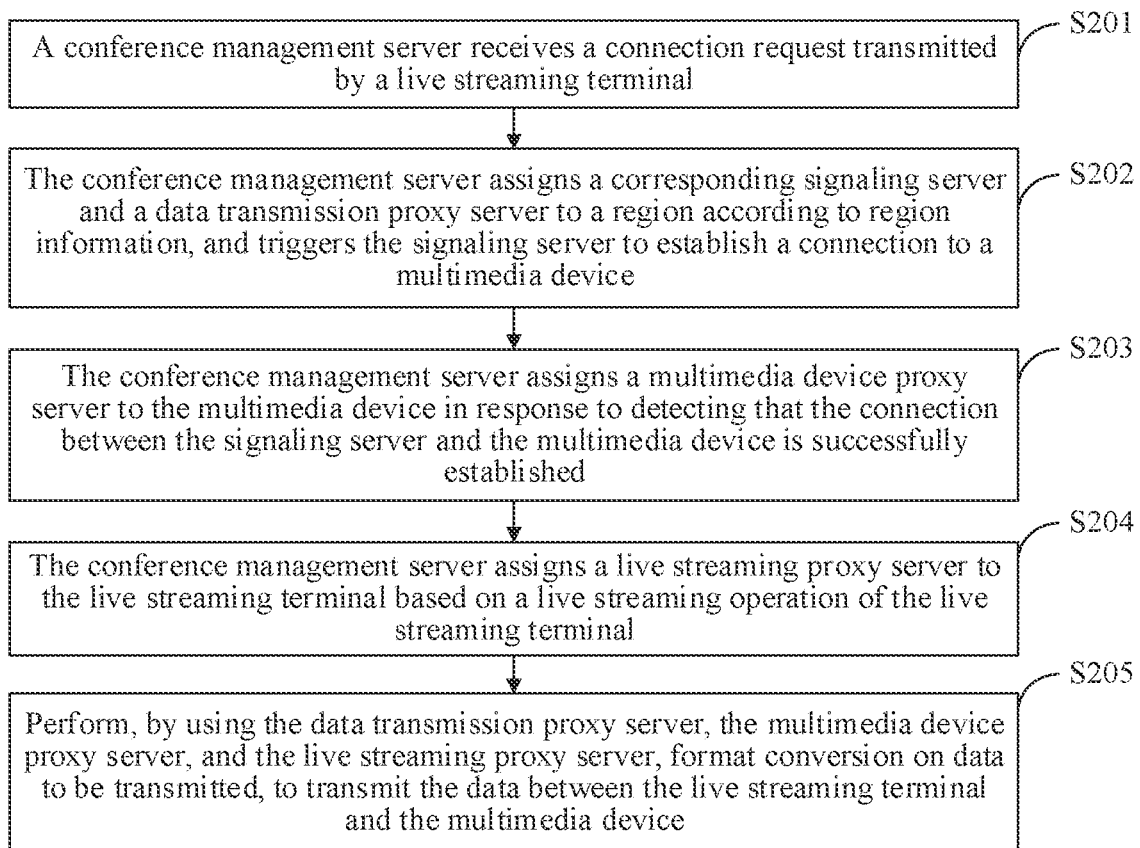 S201
A conference management server receives a connection request transmitted
by a live streaming terminal
S202
The conference management server assigns a corresponding signaling server
and a data transmission proxy server to a region according to region
information, and triggers the signaling server to establish a connection to a
multimedia device
S203
The conference management server assigns a multimedia device proxy
server to the multimedia device in response to detecting that the connection
between the signaling server and the multimedia device is successfully
established
S204
The conference management server assigns a live streaming proxy server to
the live streaming terminal based on a live streaming operation of the live
streaming terminal
S205
Perform, by using the data transmission proxy server, the multimedia device
proxy server, and the live streaming proxy server, format conversion on data
to be transmitted, to transmit the data between the live streaming terminal
and the multimedia device